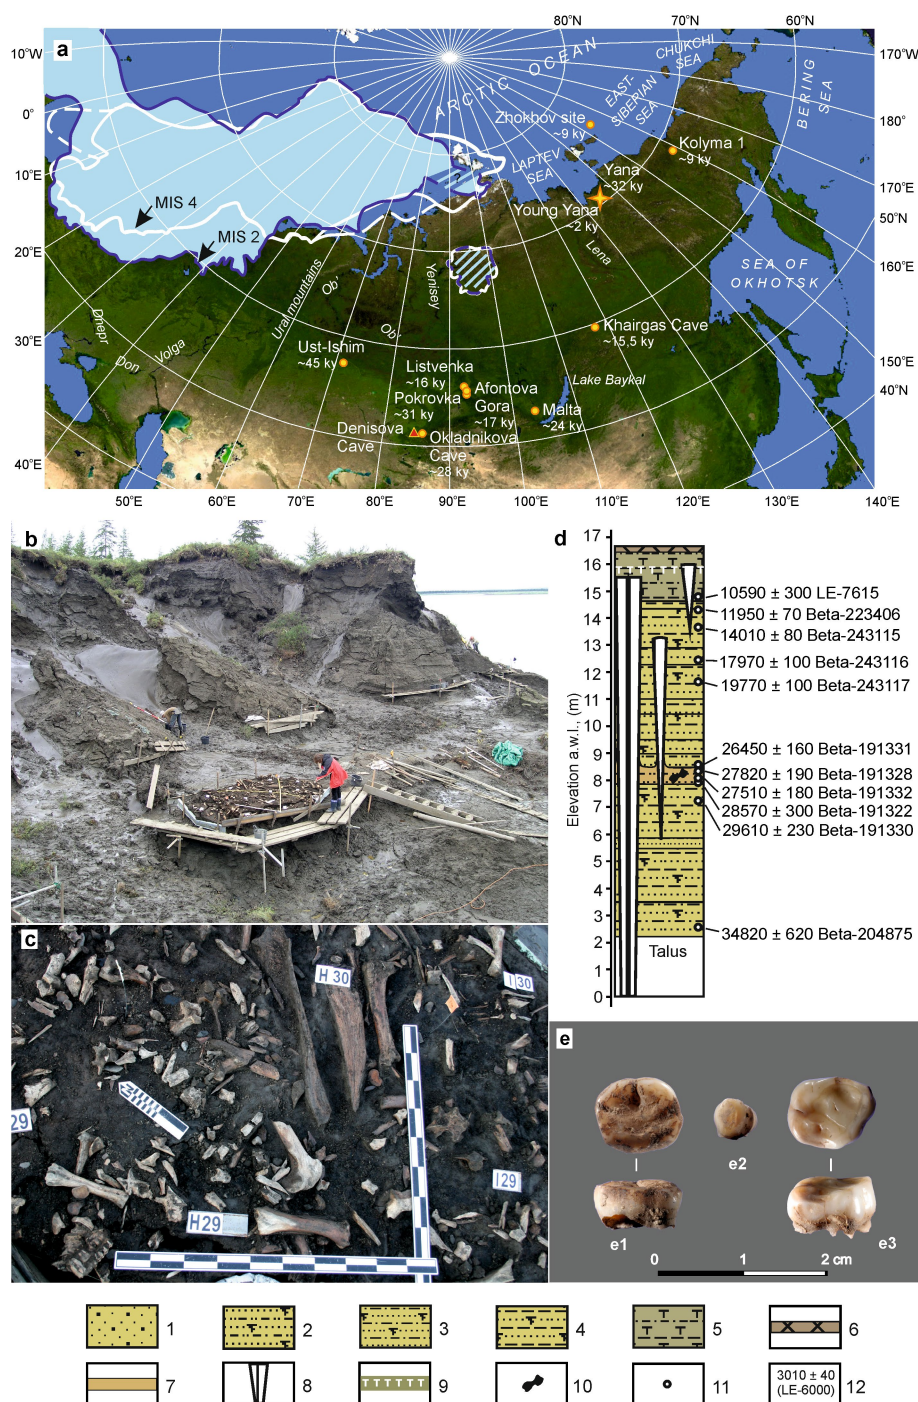 80°N
70°N
60°N
10°W
a
170°W
ARCTIC OCEAN
CHUKCHI
SEA
EAST-
SIBERIAN
SEA
BERING
SEA
0°
Zhokhov site
~9 ky
180°
Kolyma 1
~9 ky
LAPTEV
SEA
?
10°E
Yana
~32 ky
170°E
MIS 4
Young Yana
~2 ky
50°N
MIS 2
20°E
Lena
SEA OF
OKHOTSK
160°E
Ural mountains
Ob'
Yenisey
Dnepr
30°E
Ob'
Khairgas Cave
~15,5 ky
Don
Volga
Ust-Ishim
~45 ky
150°E
Listvenka
~16 ky
Lake Baykal
40°N
Pokrovka
~31 ky
Afontova
Gora
~17 ky
Malta
~24 ky
Denisova
Cave
Okladnikova
Cave
~28 ky
40°E
50°E
60°E
70°E
80°E
90°E
100°E
110°E
120°E
130°E
140°E
b
d
17
16
15
14
13
12
11
10
9
8
7
6
5
4
3
2
1
0
Elevation a.w.l., (m)
10590 ± 300 LE-7615
11950 ± 70 Beta-223406
14010 ± 80 Beta-243115
17970 ± 100 Beta-243116
19770 ± 100 Beta-243117
26450 ± 160 Beta-191331
27820 ± 190 Beta-191328
27510 ± 180 Beta-191332
28570 ± 300 Beta-191322
29610 ± 230 Beta-191330
34820 ± 620 Beta-204875
Talus
c
H 30
I 30
N
29
I29
H29
e
e1
e2
e3
0
1
2 cm
1
2
3
4
5
6
7
8
9
10
11
3010 ± 40
(LE-6000)
12